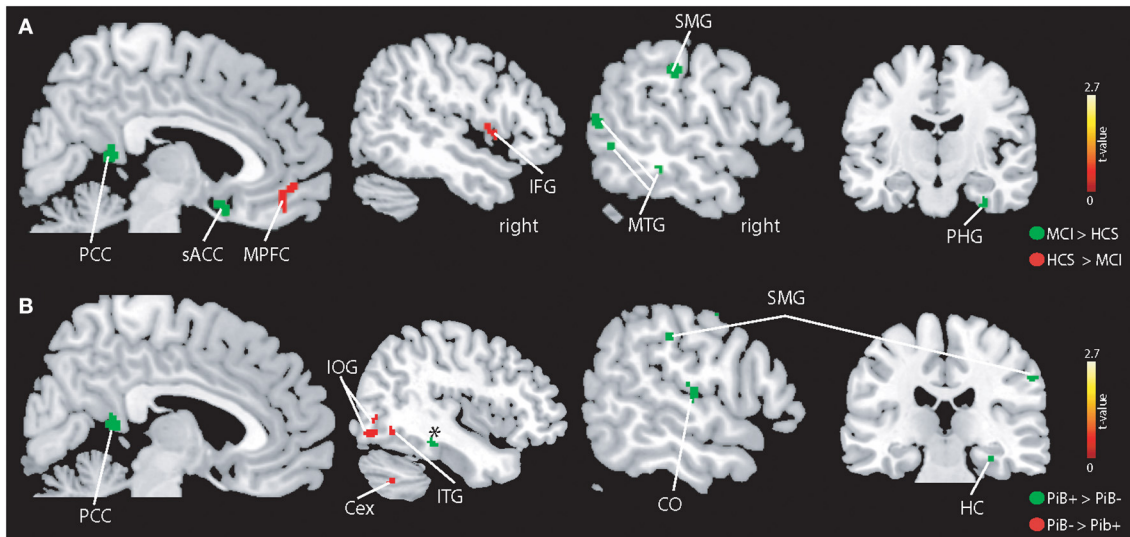 A
SMG
2.7
t-value
0
IFG
right
MTG
right
PHG
PCC
sACC
MPFC
MCI > HCS
HCS > MCI
B
SMG
IOG
2.7
t-value
0
*
PCC
Cex
ITG
CO
HC
PiB+ > PiB-
PiB- > Pib+